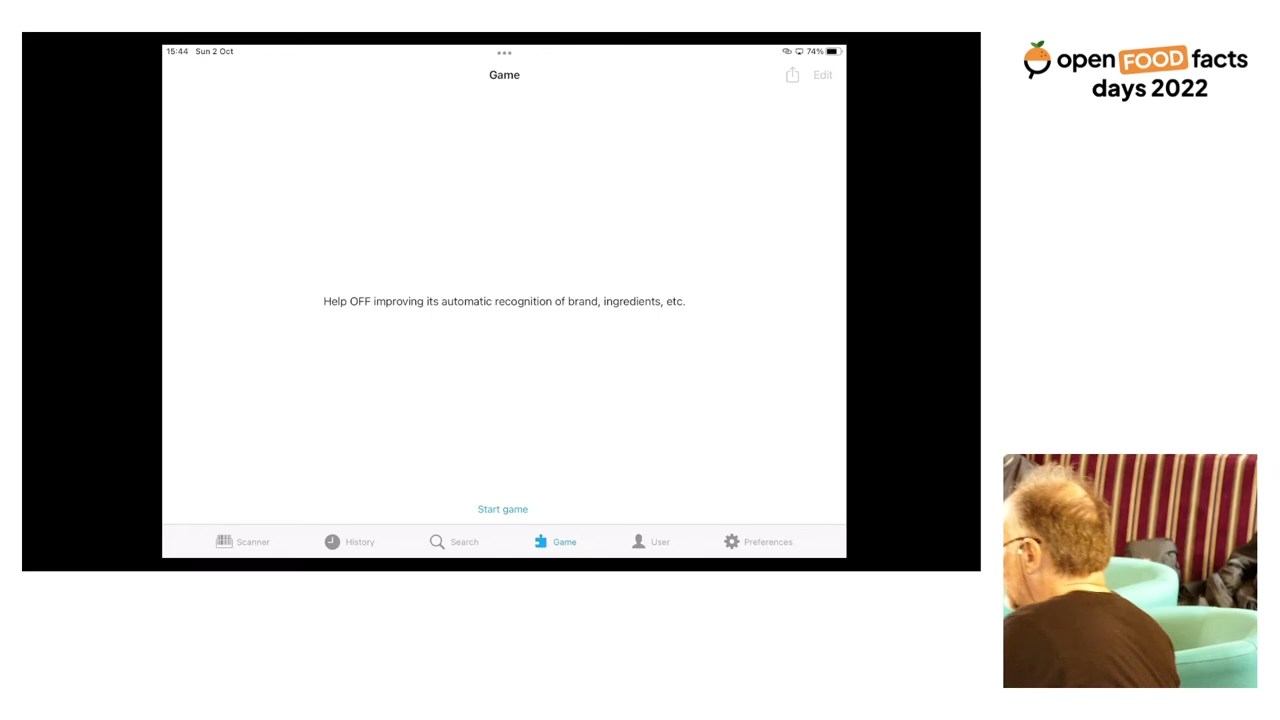 15:44 Sun 2 Oct
74%
Game
Edit
Help OFF improving its automatic recognition of brand, ingredients, etc.
Start game
Scanner History Search Game User Preferences
open FOOD facts
days 2022